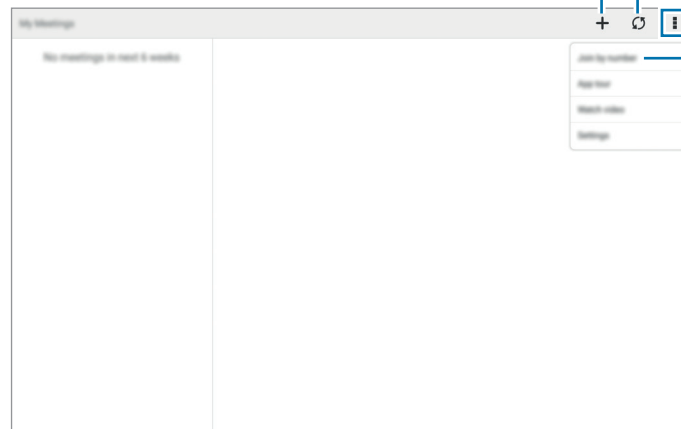 My Meetings
No meetings in next 6 weeks
Join by number
App tour
Watch video
Settings